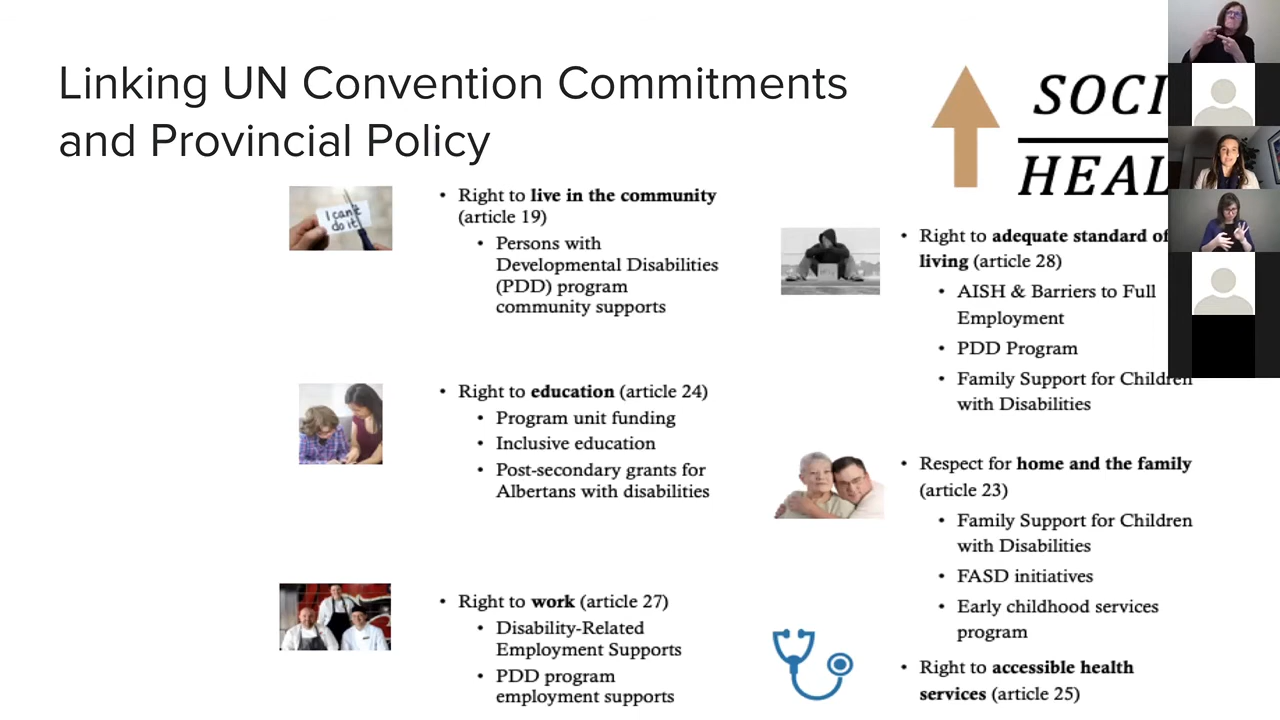 Linking UN Convention Commitments
and Provincial Policy
SOCI
HEAL
I can't
do it
• Right to live in the community
(article 19)
• Persons with
Developmental Disabilities
(PDD) program
community supports
• Right to education (article 24)
• Program unit funding
• Inclusive education
• Post-secondary grants for
Albertans with disabilities
• Right to work (article 27)
• Disability-Related
Employment Supports
• PDD program
employment supports
• Right to adequate standard of
living (article 28)
• AISH & Barriers to Full
Employment
• PDD Program
• Family Support for Children
with Disabilities
• Respect for home and the family
(article 23)
• Family Support for Children
with Disabilities
• FASD initiatives
• Early childhood services
program
• Right to accessible health
services (article 25)